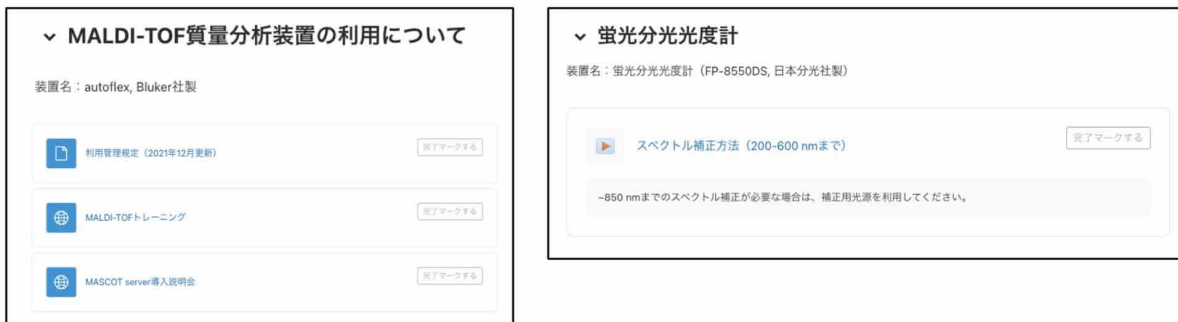 MALDI-TOF質量分析装置の利用について
装置名：autoflex, Bluker社製
利用管理規定（2021年12月更新）
完了マークする
MALDI-TOFトレーニング
完了マークする
MASCOT server導入説明会
完了マークする
蛍光分光光度計
装置名：蛍光分光光度計（FP-8550DS, 日本分光社製）
スペクトル補正方法（200-600 nmまで）
完了マークする
~850 nmまでのスペクトル補正が必要な場合は、補正用光源を利用してください。